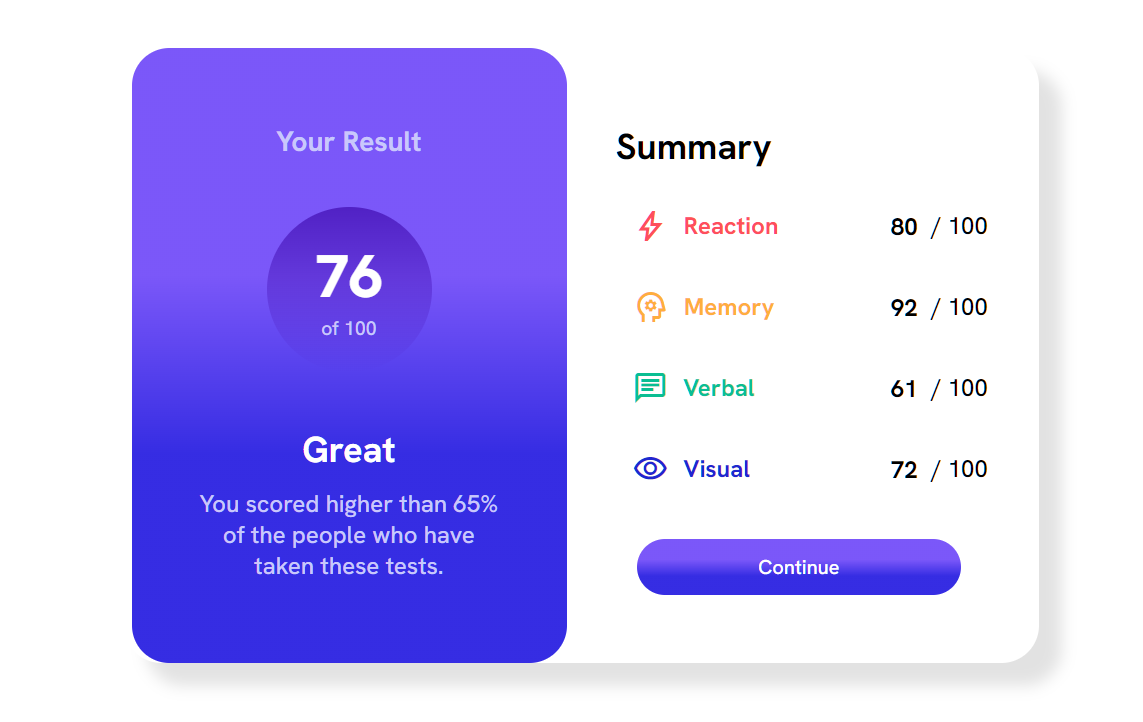 Your Result
76
of 100
Great
You scored higher than 65%
of the people who have
taken these tests.
Summary
Reaction 80 / 100
Memory 92 / 100
Verbal 61 / 100
Visual 72 / 100
Continue